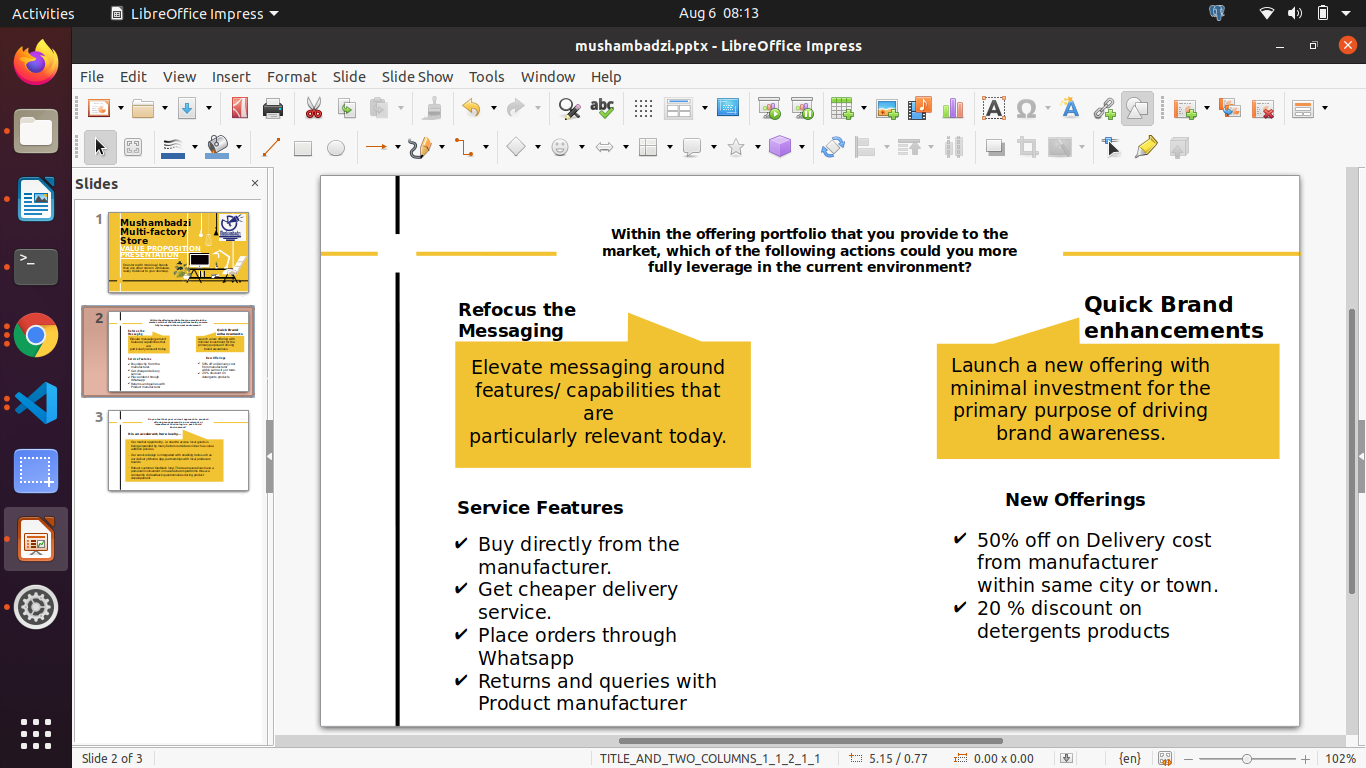 Activities
LibreOffice Impress
Aug 6 08:13
mushambadzi.pptx - LibreOffice Impress
File Edit View Insert Format Slide Slide Show Tools Window Help
Slides
1
Mushambadzi
Multi-factory
Store
VALUE PROPOSITION
PRESENTATION
2
3
Within the offering portfolio that you provide to the
market, which of the following actions could you more
fully leverage in the current environment?
Refocus the
Messaging
Elevate messaging around
features/ capabilities that
are
particularly relevant today.
Service Features
✔ Buy directly from the
manufacturer.
✔ Get cheaper delivery
service.
✔ Place orders through
Whatsapp
✔ Returns and queries with
Product manufacturer
Quick Brand
enhancements
Launch a new offering with
minimal investment for the
primary purpose of driving
brand awareness.
New Offerings
✔ 50% off on Delivery cost
from manufacturer
within same city or town.
✔ 20 % discount on
detergents products
Slide 2 of 3
TITLE_AND_TWO_COLUMNS_1_1_2_1_1
5.15 / 0.77
0.00 x 0.00
{en}
102%